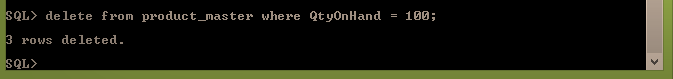 SQL> delete from product_master where QtyOnHand = 100;
3 rows deleted.
SQL>